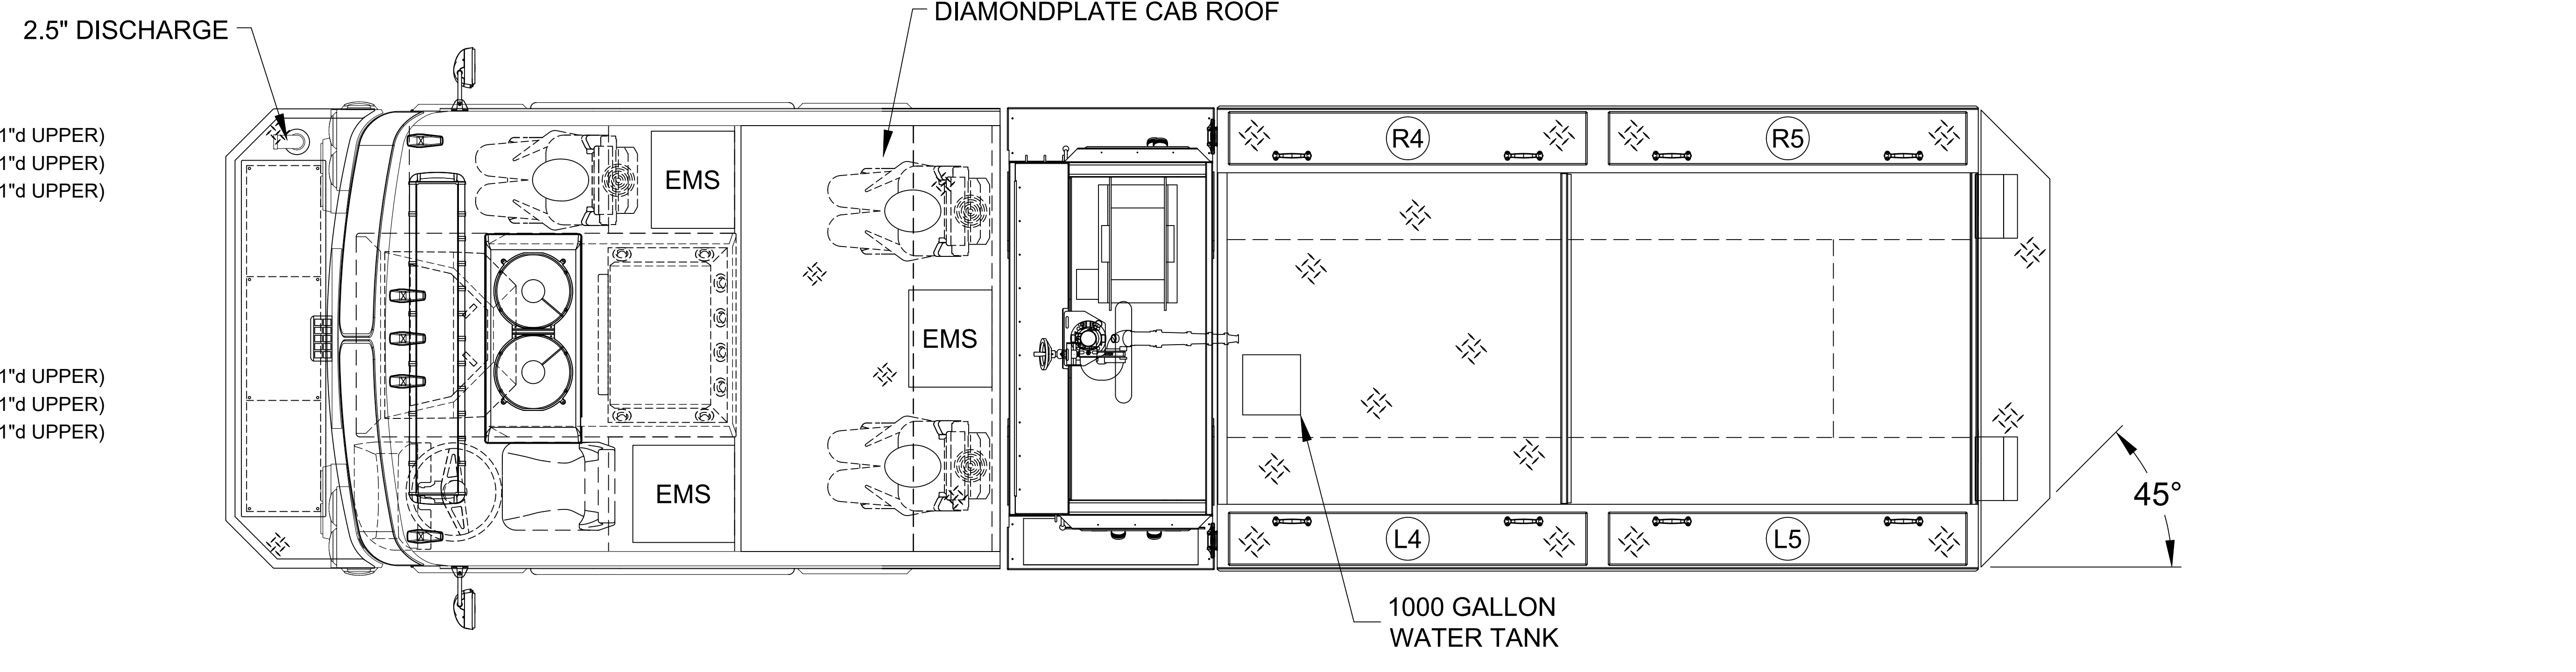 DIAMONDPLATE CAB ROOF
2.5" DISCHARGE
1"d UPPER)
1"d UPPER)
1"d UPPER)
R4
R5
EMS
EMS
1"d UPPER)
1"d UPPER)
1"d UPPER)
EMS
45°
L4
L5
1000 GALLON
WATER TANK